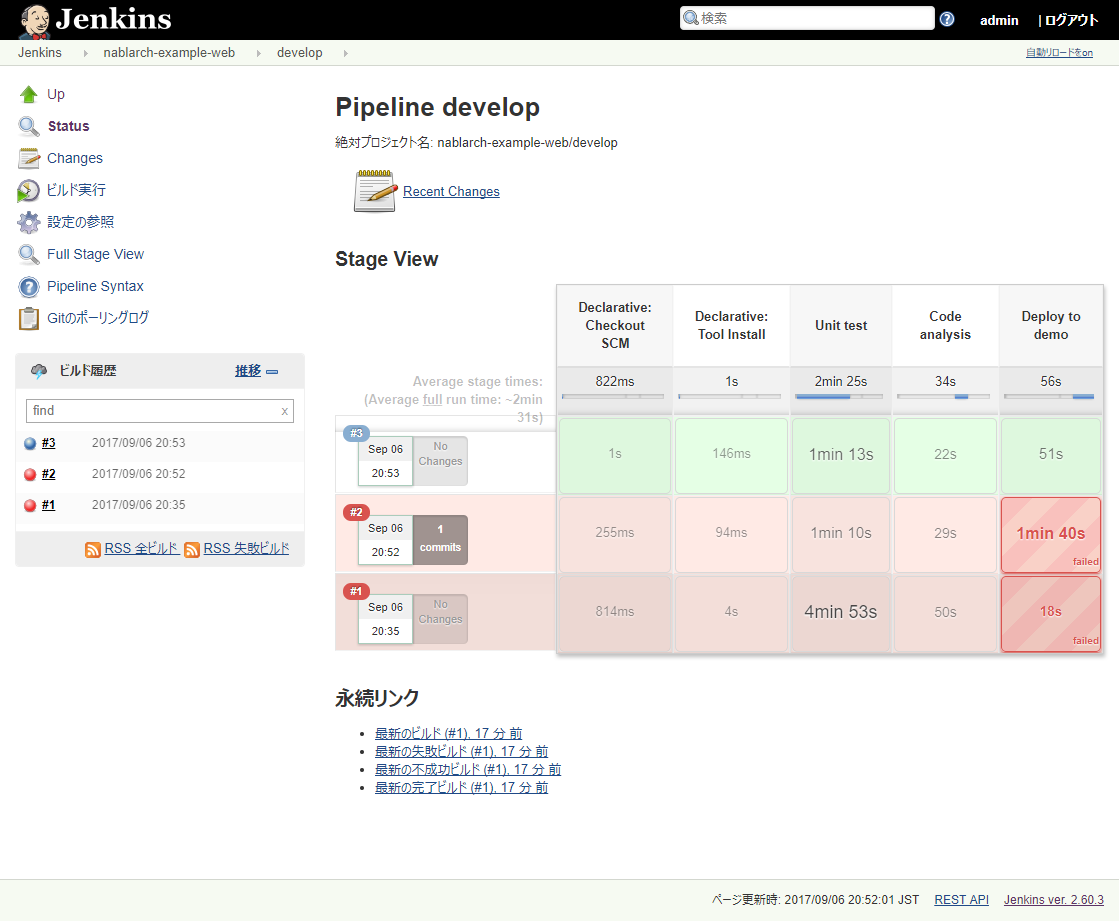 Jenkins
検索
admin
| ログアウト
Jenkins
nablarch-example-web
develop
自動リロードをon
Up
Status
Changes
ビルド実行
設定の参照
Full Stage View
Pipeline Syntax
Gitのポーリングログ
ビルド履歴
推移
find
x
#3
2017/09/06 20:53
#2
2017/09/06 20:52
#1
2017/09/06 20:35
RSS 全ビルド
RSS 失敗ビルド
Pipeline develop
絶対プロジェクト名: nablarch-example-web/develop
Recent Changes
Stage View
Declarative:
Checkout
SCM
Declarative:
Tool Install
Unit test
Code
analysis
Deploy to
demo
Average stage times:
(Average full run time: ~2min
31s)
822ms
1s
2min 25s
34s
56s
#3
Sep 06
20:53
No
Changes
1s
146ms
1min 13s
22s
51s
#2
Sep 06
20:52
1
commits
255ms
94ms
1min 10s
29s
1min 40s
failed
#1
Sep 06
20:35
No
Changes
814ms
4s
4min 53s
50s
18s
failed
永続リンク
最新のビルド (#1), 17 分 前
最新の失敗ビルド (#1), 17 分 前
最新の不成功ビルド (#1), 17 分 前
最新の完了ビルド (#1), 17 分 前
ページ更新時: 2017/09/06 20:52:01 JST
REST API
Jenkins ver. 2.60.3